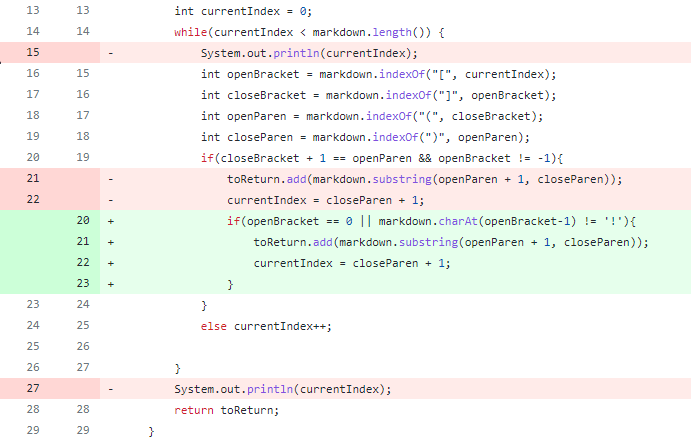 13 13 int currentIndex = 0;
14 14 while(currentIndex < markdown.length()) {
15 - System.out.println(currentIndex);
16 15 int openBracket = markdown.indexOf("[", currentIndex);
17 16 int closeBracket = markdown.indexOf("]", openBracket);
18 17 int openParen = markdown.indexOf("(", closeBracket);
19 18 int closeParen = markdown.indexOf(")", openParen);
20 19 if(closeBracket + 1 == openParen && openBracket != -1){
21 - toReturn.add(markdown.substring(openParen + 1, closeParen));
22 - currentIndex = closeParen + 1;
20 + if(openBracket == 0 || markdown.charAt(openBracket-1) != '!'){
21 + toReturn.add(markdown.substring(openParen + 1, closeParen));
22 + currentIndex = closeParen + 1;
23 + }
23 24 }
24 25 else currentIndex++;
25 26
26 27 }
27 - System.out.println(currentIndex);
28 28 return toReturn;
29 29 }